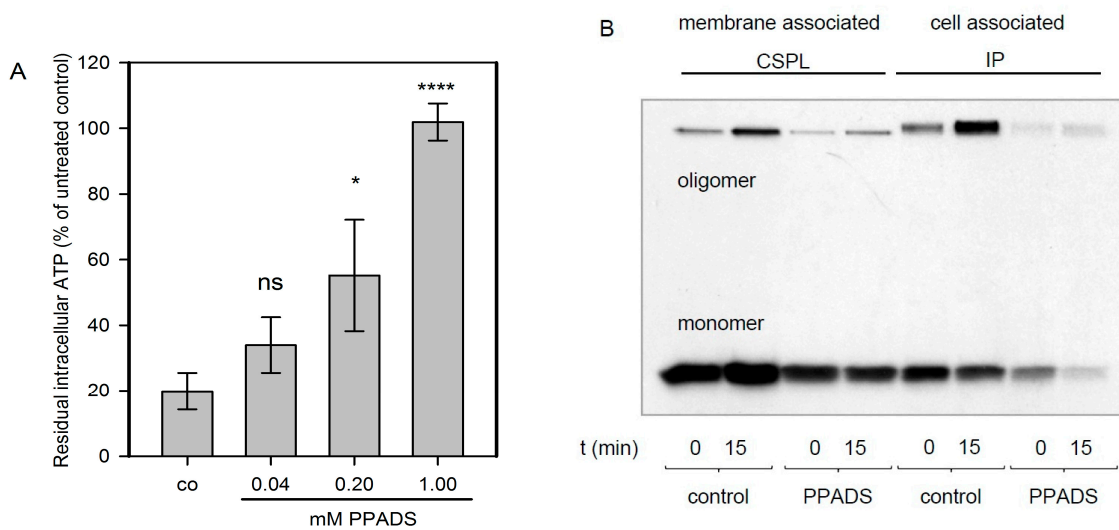 A
Residual intracellular ATP (% of untreated control)
120
100
80
60
40
20
0
ns
*
****
co
0.04
0.20
1.00
mM PPADS
B
membrane associated
cell associated
CSPL
IP
oligomer
monomer
t (min)
0
15
0
15
0
15
0
15
control
PPADS
control
PPADS